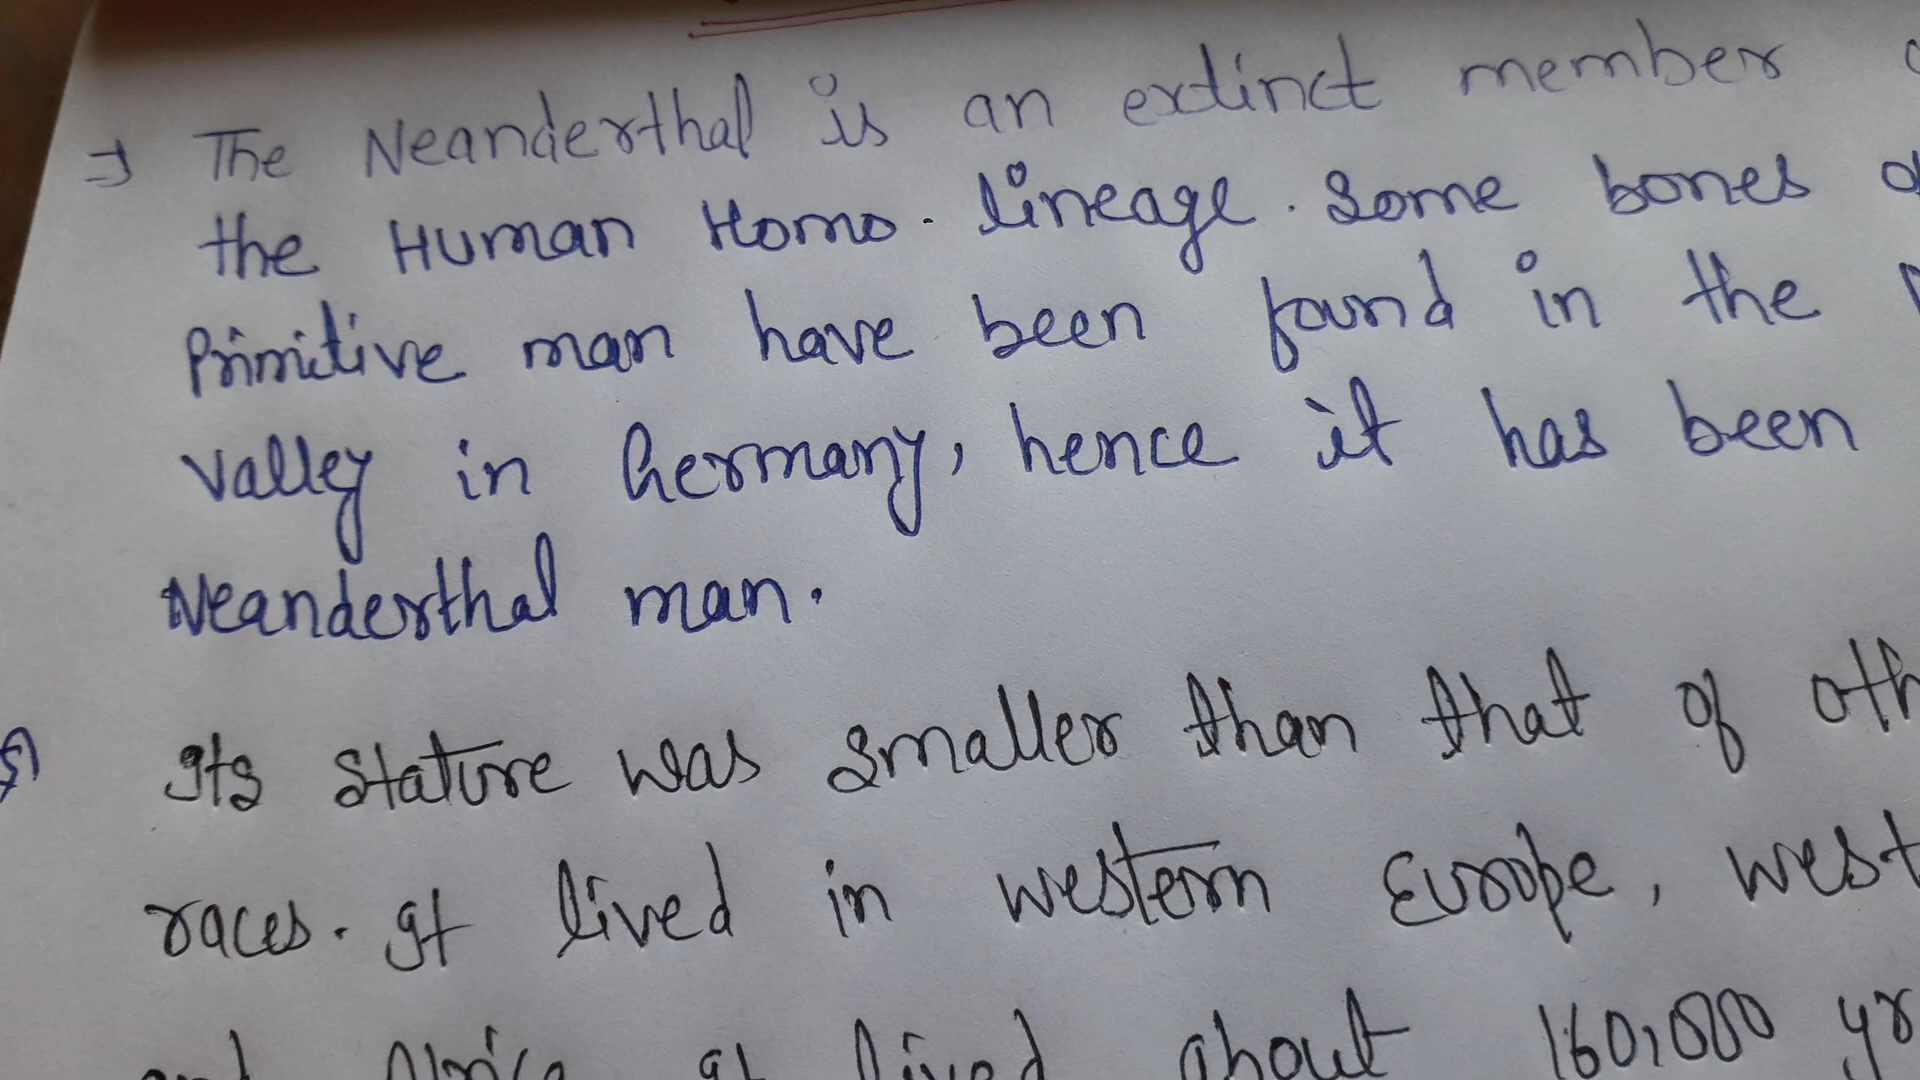 ⇒ The Neanderthal is an extinct member
the Human Homo. lineage. Some bones
Primitive man have been found in the
valley in Germany, hence it has been
Neanderthal man.
Its stature was smaller than that of
races. It lived in western Europe,
lived about 160,000